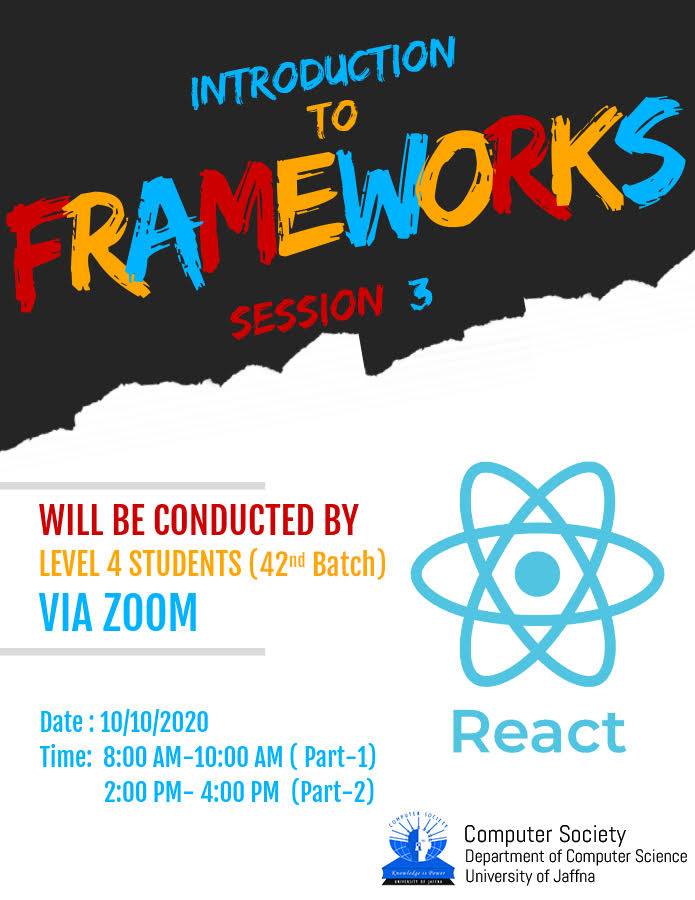 INTRODUCTION
TO
FRAMEWORKS
SESSION 3
WILL BE CONDUCTED BY
LEVEL 4 STUDENTS (42nd Batch)
VIA ZOOM
React
Date : 10/10/2020
Time: 8:00 AM-10:00 AM ( Part-1)
2:00 PM- 4:00 PM (Part-2)
COMPUTER SOCIETY
Knowledge is Power
UNIVERSITY OF JAFFNA
Computer Society
Department of Computer Science
University of Jaffna